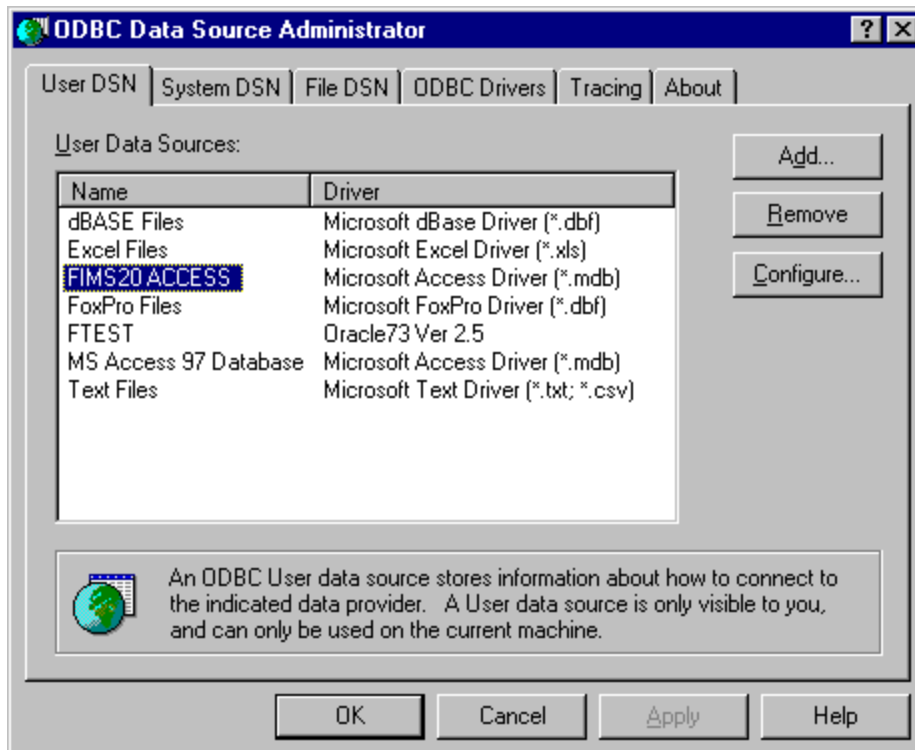 ODBC Data Source Administrator
User DSN System DSN File DSN ODBC Drivers Tracing About
User Data Sources:
Add...
Remove
Configure...
Name Driver
dBASE Files Microsoft dBase Driver (*.dbf)
Excel Files Microsoft Excel Driver (*.xls)
FIMS20 ACCESS Microsoft Access Driver (*.mdb)
FoxPro Files Microsoft FoxPro Driver (*.dbf)
FTEST Oracle73 Ver 2.5
MS Access 97 Database Microsoft Access Driver (*.mdb)
Text Files Microsoft Text Driver (*.txt; *.csv)
An ODBC User data source stores information about how to connect to
the indicated data provider. A User data source is only visible to you,
and can only be used on the current machine.
OK Cancel Apply Help